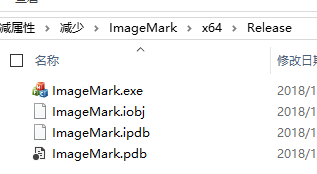 减属性 › 减少 › ImageMark › x64 › Release
名称 修改日期
ImageMark.exe 2018/1
ImageMark.iobj 2018/1
ImageMark.ipdb 2018/1
ImageMark.pdb 2018/1